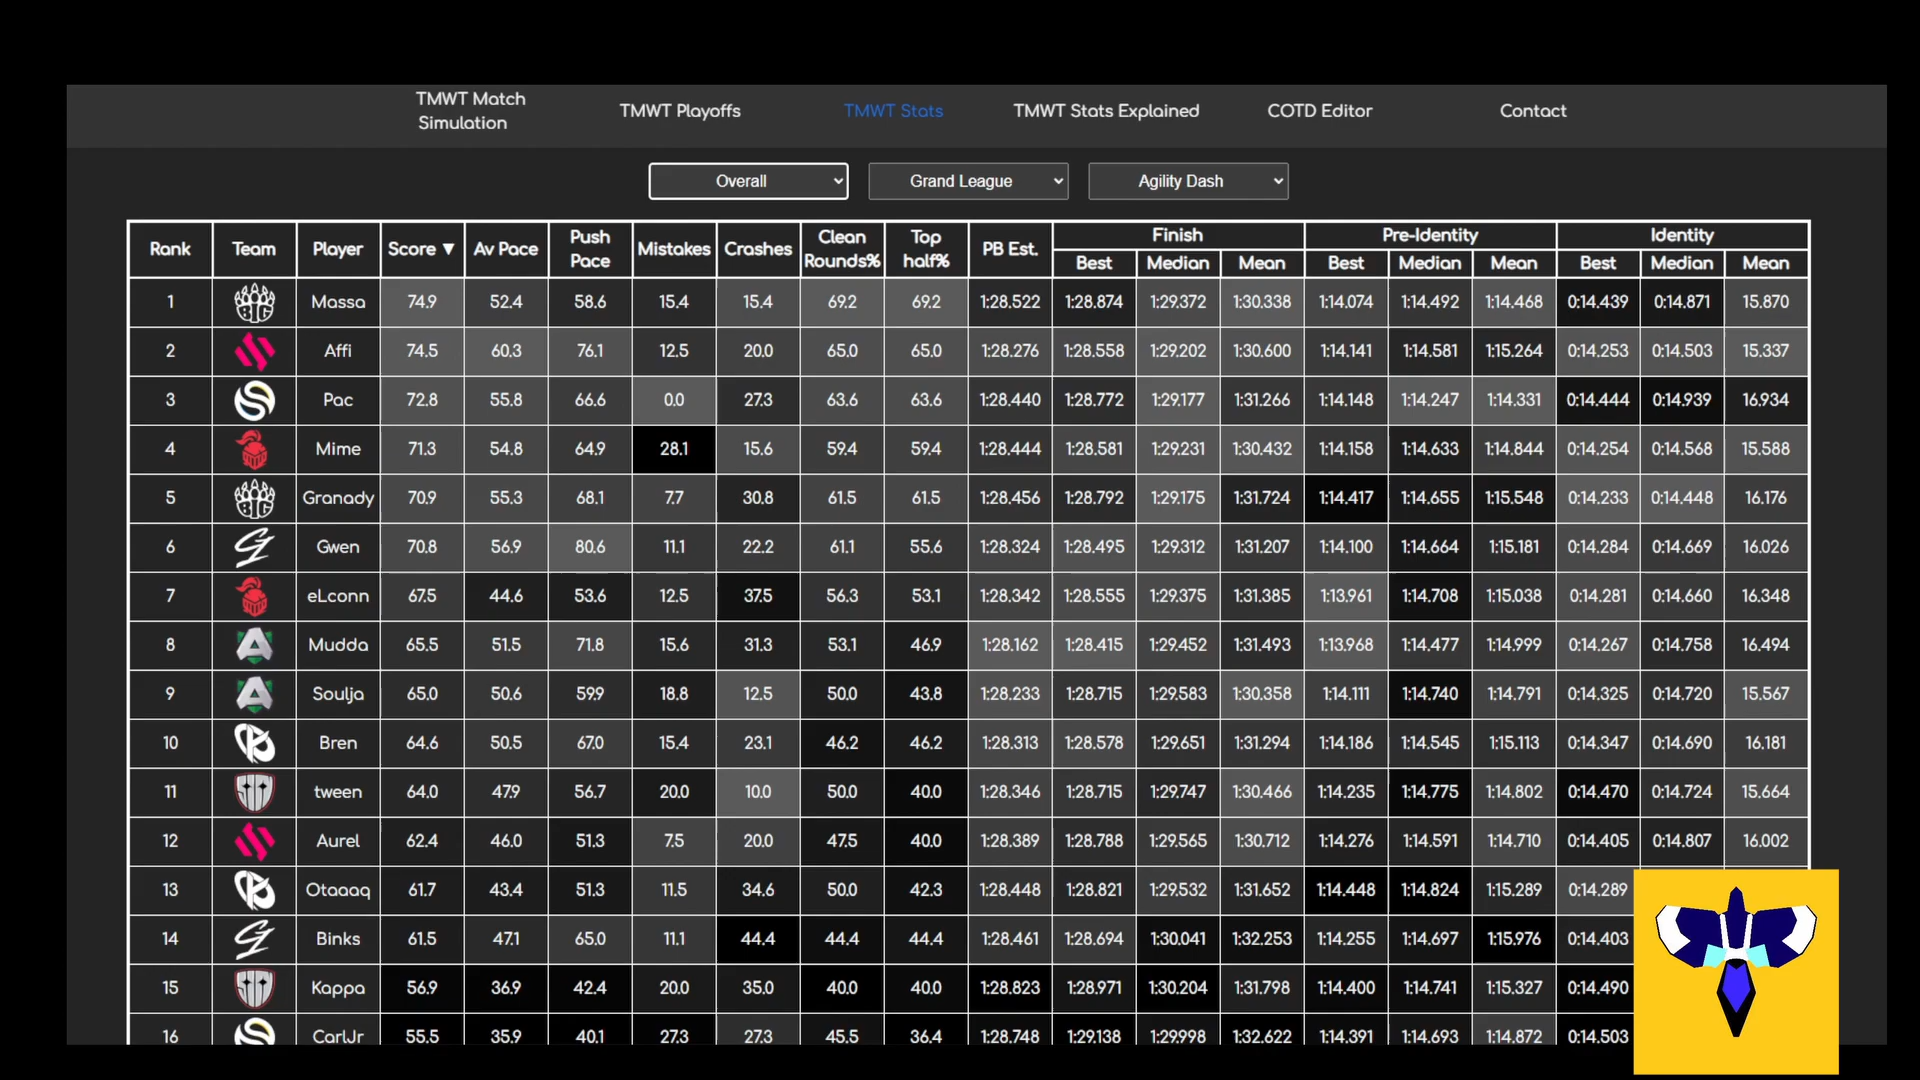 TMWT Match Simulation TMWT Playoffs TMWT Stats TMWT Stats Explained COTD Editor Contact
Overall Grand League Agility Dash
Rank Team Player Score ▼ Av Pace Push Pace Mistakes Crashes Clean Rounds% Top half% PB Est. Finish Pre-Identity Identity
Best Median Mean Best Median Mean Best Median Mean
1 BIG Massa 74.9 52.4 58.6 15.4 15.4 69.2 69.2 1:28.522 1:28.874 1:29.372 1:30.338 1:14.074 1:14.492 1:14.468 0:14.439 0:14.871 15.870
2 Affi 74.5 60.3 76.1 12.5 20.0 65.0 65.0 1:28.276 1:28.558 1:29.202 1:30.600 1:14.141 1:14.581 1:15.264 0:14.253 0:14.503 15.337
3 Pac 72.8 55.8 66.6 0.0 27.3 63.6 63.6 1:28.440 1:28.772 1:29.177 1:31.266 1:14.148 1:14.247 1:14.331 0:14.444 0:14.939 16.934
4 Mime 71.3 54.8 64.9 28.1 15.6 59.4 59.4 1:28.444 1:28.581 1:29.231 1:30.432 1:14.158 1:14.633 1:14.844 0:14.254 0:14.568 15.588
5 BIG Granady 70.9 55.3 68.1 7.7 30.8 61.5 61.5 1:28.456 1:28.792 1:29.175 1:31.724 1:14.417 1:14.655 1:15.548 0:14.233 0:14.448 16.176
6 Gwen 70.8 56.9 80.6 11.1 22.2 61.1 55.6 1:28.324 1:28.495 1:29.312 1:31.207 1:14.100 1:14.664 1:15.181 0:14.284 0:14.669 16.026
7 eLconn 67.5 44.6 53.6 12.5 37.5 56.3 53.1 1:28.342 1:28.555 1:29.375 1:31.385 1:13.961 1:14.708 1:15.038 0:14.281 0:14.660 16.348
8 Mudda 65.5 51.5 71.8 15.6 31.3 53.1 46.9 1:28.162 1:28.415 1:29.452 1:31.493 1:13.968 1:14.477 1:14.999 0:14.267 0:14.758 16.494
9 Soulja 65.0 50.6 59.9 18.8 12.5 50.0 43.8 1:28.233 1:28.715 1:29.583 1:30.358 1:14.111 1:14.740 1:14.791 0:14.325 0:14.720 15.567
10 Bren 64.6 50.5 67.0 15.4 23.1 46.2 46.2 1:28.313 1:28.578 1:29.651 1:31.294 1:14.186 1:14.545 1:15.113 0:14.347 0:14.690 16.181
11 tween 64.0 47.9 56.7 20.0 10.0 50.0 40.0 1:28.346 1:28.715 1:29.747 1:30.466 1:14.235 1:14.775 1:14.802 0:14.470 0:14.724 15.664
12 Aurel 62.4 46.0 51.3 7.5 20.0 47.5 40.0 1:28.389 1:28.788 1:29.565 1:30.712 1:14.276 1:14.591 1:14.710 0:14.405 0:14.807 16.002
13 Otaaaq 61.7 43.4 51.3 11.5 34.6 50.0 42.3 1:28.448 1:28.821 1:29.532 1:31.652 1:14.448 1:14.824 1:15.289 0:14.289
14 Binks 61.5 47.1 65.0 11.1 44.4 44.4 44.4 1:28.461 1:28.694 1:30.041 1:32.253 1:14.255 1:14.697 1:15.976 0:14.403
15 Kappa 56.9 36.9 42.4 20.0 35.0 40.0 40.0 1:28.823 1:28.971 1:30.204 1:31.798 1:14.400 1:14.741 1:15.327 0:14.490
16 CarlJr 55.5 35.9 40.1 27.3 27.3 45.5 36.4 1:28.748 1:29.138 1:29.998 1:32.622 1:14.391 1:14.693 1:14.872 0:14.503